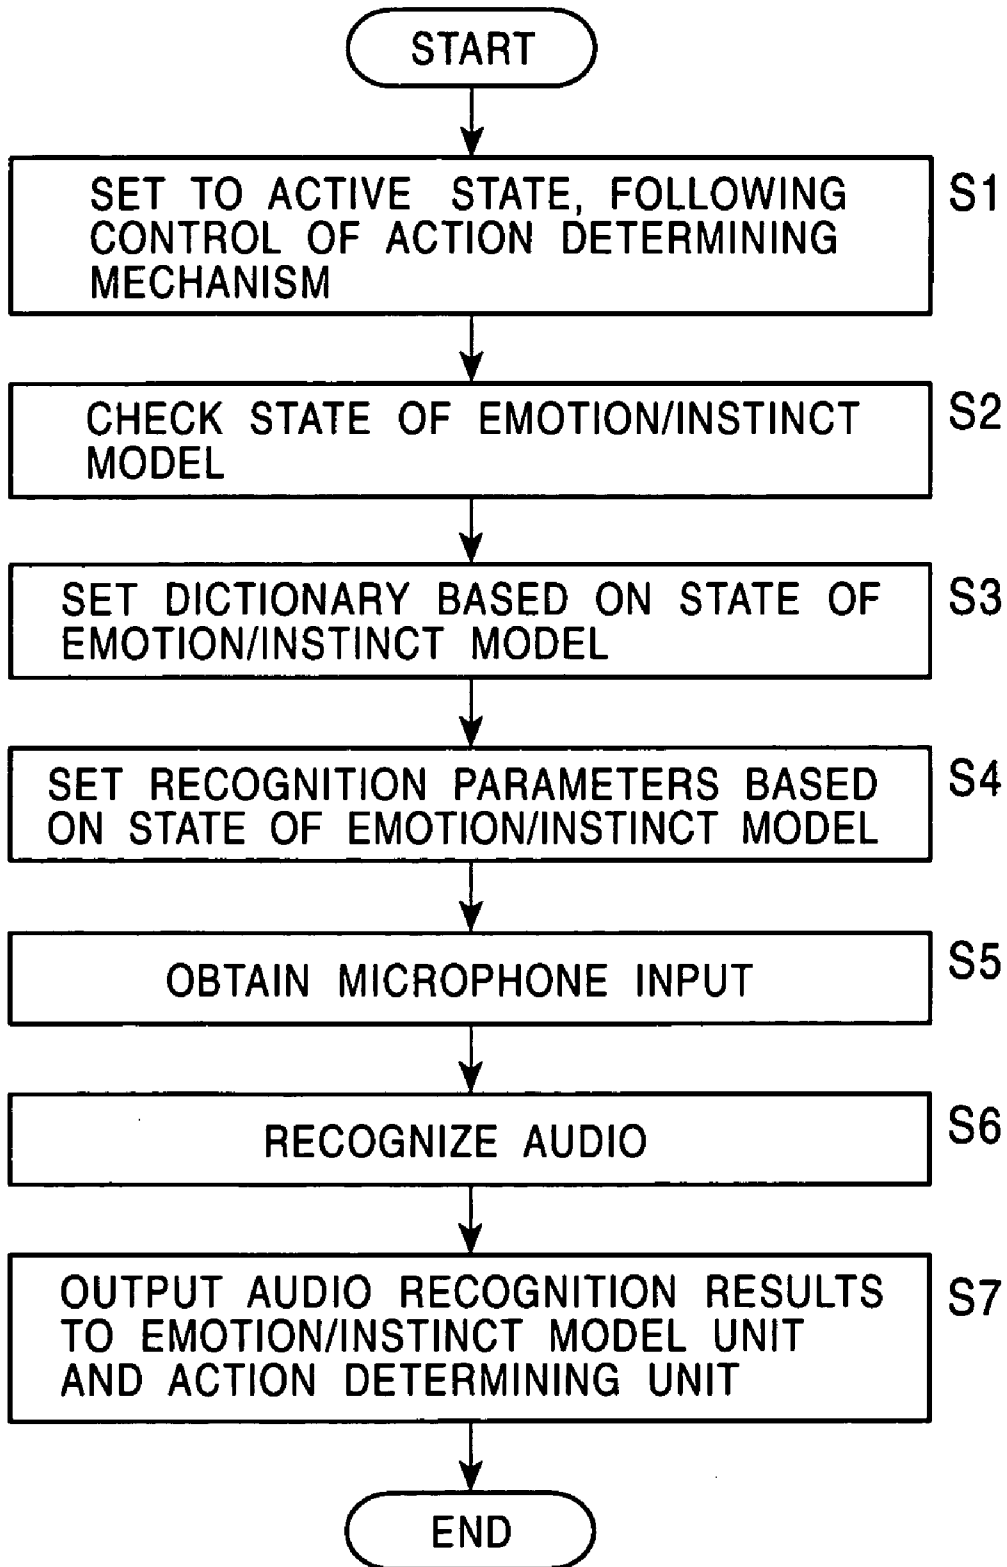 START
SET TO ACTIVE STATE, FOLLOWING
CONTROL OF ACTION DETERMINING
MECHANISM
S1
CHECK STATE OF EMOTION/INSTINCT
MODEL
S2
SET DICTIONARY BASED ON STATE OF
EMOTION/INSTINCT MODEL
S3
SET RECOGNITION PARAMETERS BASED
ON STATE OF EMOTION/INSTINCT MODEL
S4
OBTAIN MICROPHONE INPUT
S5
RECOGNIZE AUDIO
S6
OUTPUT AUDIO RECOGNITION RESULTS
TO EMOTION/INSTINCT MODEL UNIT
AND ACTION DETERMINING UNIT
S7
END